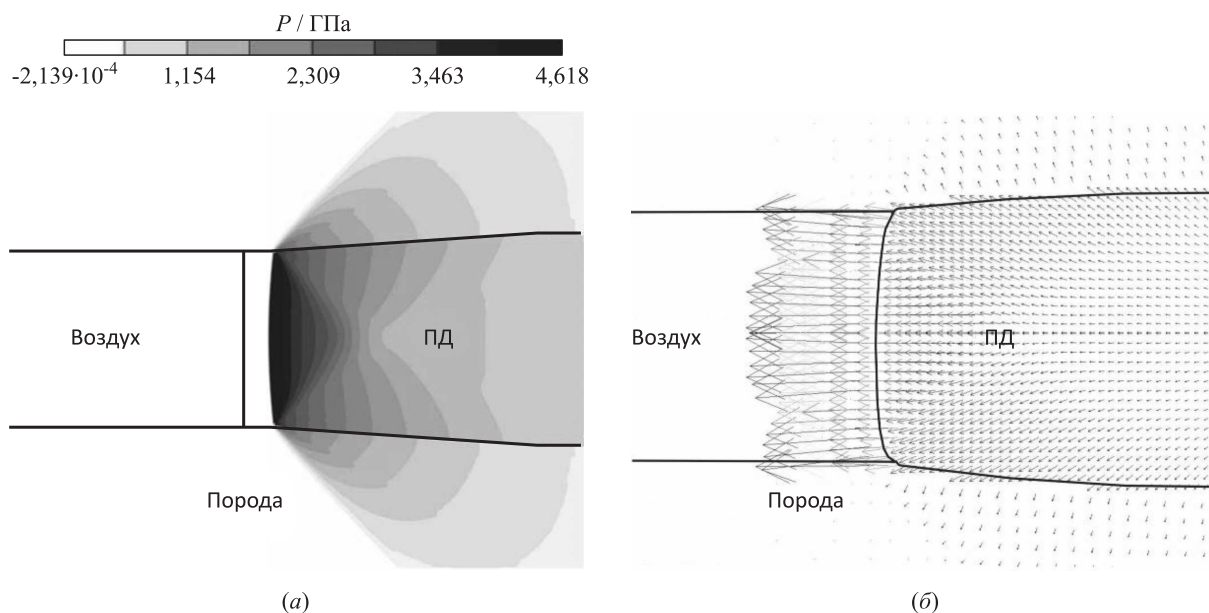 P / ГПа
-2,139·10⁻⁴ 1,154 2,309 3,463 4,618
Воздух ПД
Порода
(а)
Воздух ПД
Порода
(б)